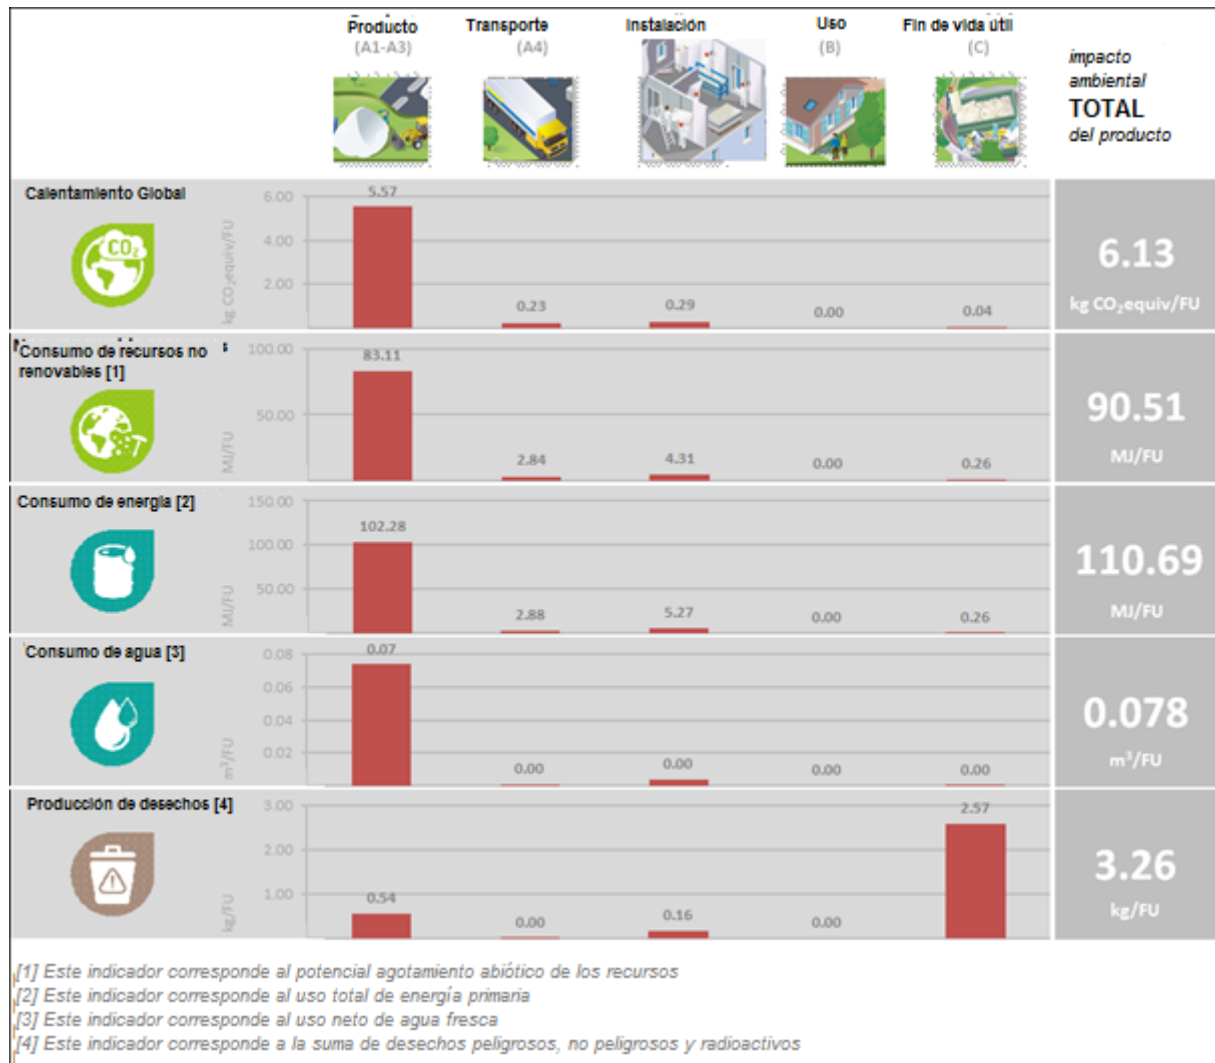 Producto
(A1-A3)
Transporte
(A4)
Instalación
Uso
(B)
Fin de vida útil
(C)
impacto
ambiental
TOTAL
del producto
Calentamiento Global
CO2
kg CO2equiv/FU
6.00
4.00
2.00
5.57
0.23
0.29
0.00
0.04
6.13
kg CO2equiv/FU
Consumo de recursos no
renovables [1]
MJ/FU
100.00
50.00
83.11
2.84
4.31
0.00
0.26
90.51
MJ/FU
Consumo de energía [2]
MJ/FU
150.00
100.00
50.00
102.28
2.88
5.27
0.00
0.26
110.69
MJ/FU
Consumo de agua [3]
m³/FU
0.08
0.06
0.04
0.02
0.07
0.00
0.00
0.00
0.00
0.078
m³/FU
Producción de desechos [4]
kg/FU
3.00
2.00
1.00
0.54
0.00
0.16
0.00
2.57
3.26
kg/FU
[1] Este indicador corresponde al potencial agotamiento abiótico de los recursos
[2] Este indicador corresponde al uso total de energía primaria
[3] Este indicador corresponde al uso neto de agua fresca
[4] Este indicador corresponde a la suma de desechos peligrosos, no peligrosos y radioactivos